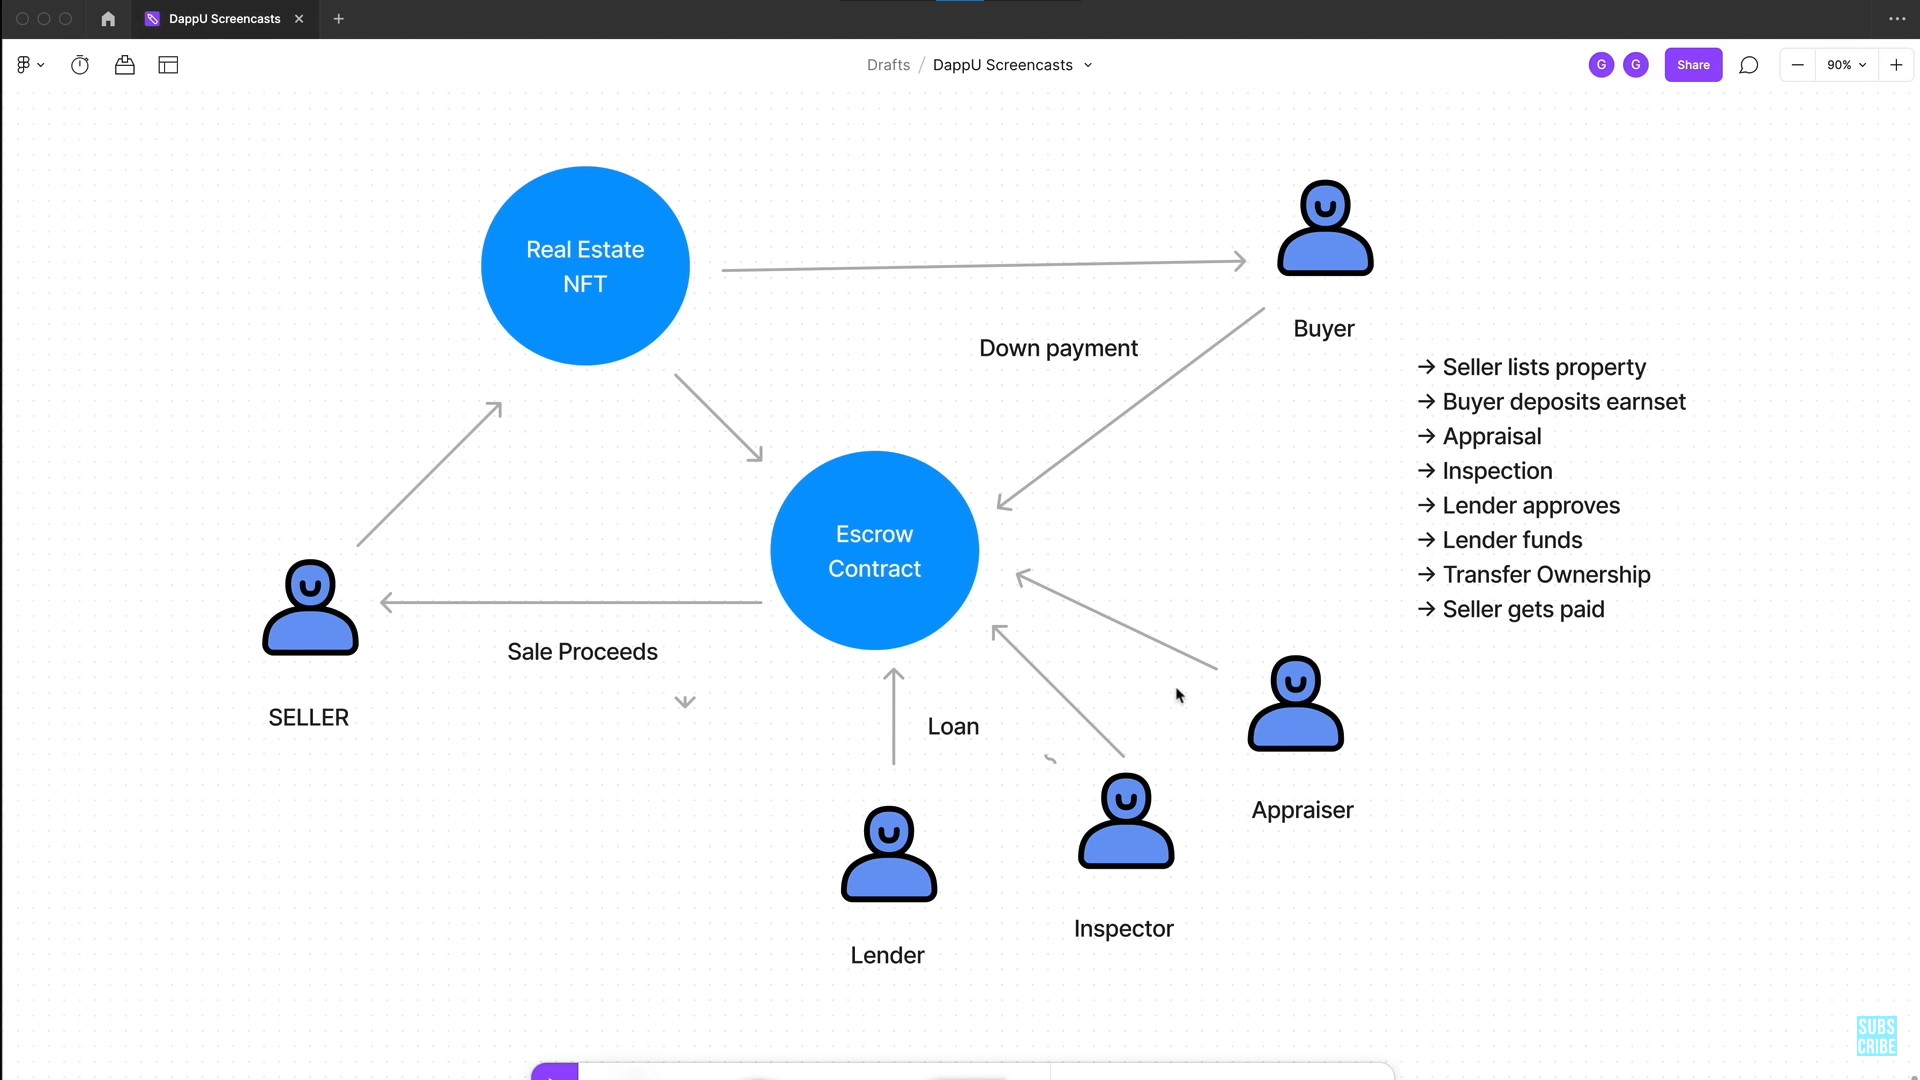 DappU Screencasts
Drafts / DappU Screencasts
G
G
Share
90%
Real Estate
NFT
Buyer
Down payment
→ Seller lists property
→ Buyer deposits earnset
→ Appraisal
→ Inspection
→ Lender approves
→ Lender funds
→ Transfer Ownership
→ Seller gets paid
Escrow
Contract
Sale Proceeds
SELLER
Loan
Appraiser
Inspector
Lender
SUBS
CRIBE